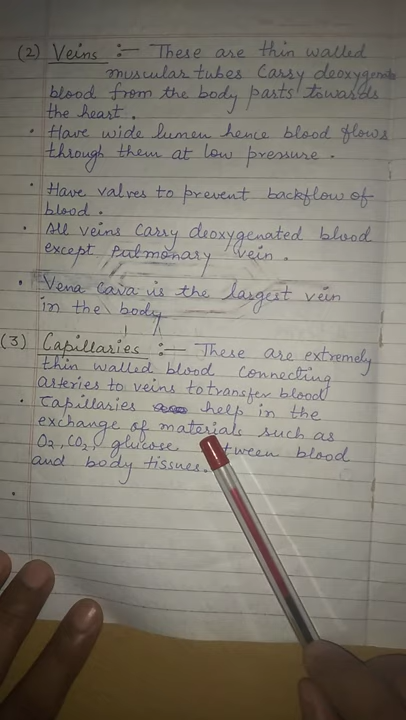 (2) Veins :- These are thin walled
muscular tubes Carry deoxygenate
blood from the body parts towards
the heart.
• Have wide lumen hence blood flows
through them at low pressure.
• Have valves to prevent backflow of
blood.
• All veins carry deoxygenated blood
except pulmonary vein.
• Vena Cava is the largest vein
in the body
(3) Capillaries :- These are extremely
thin walled blood connecting
arteries to veins to transfer blood
• Capillaries help in the
exchange of materials such as
O2, CO2, glucose tween blood
and body tissues.